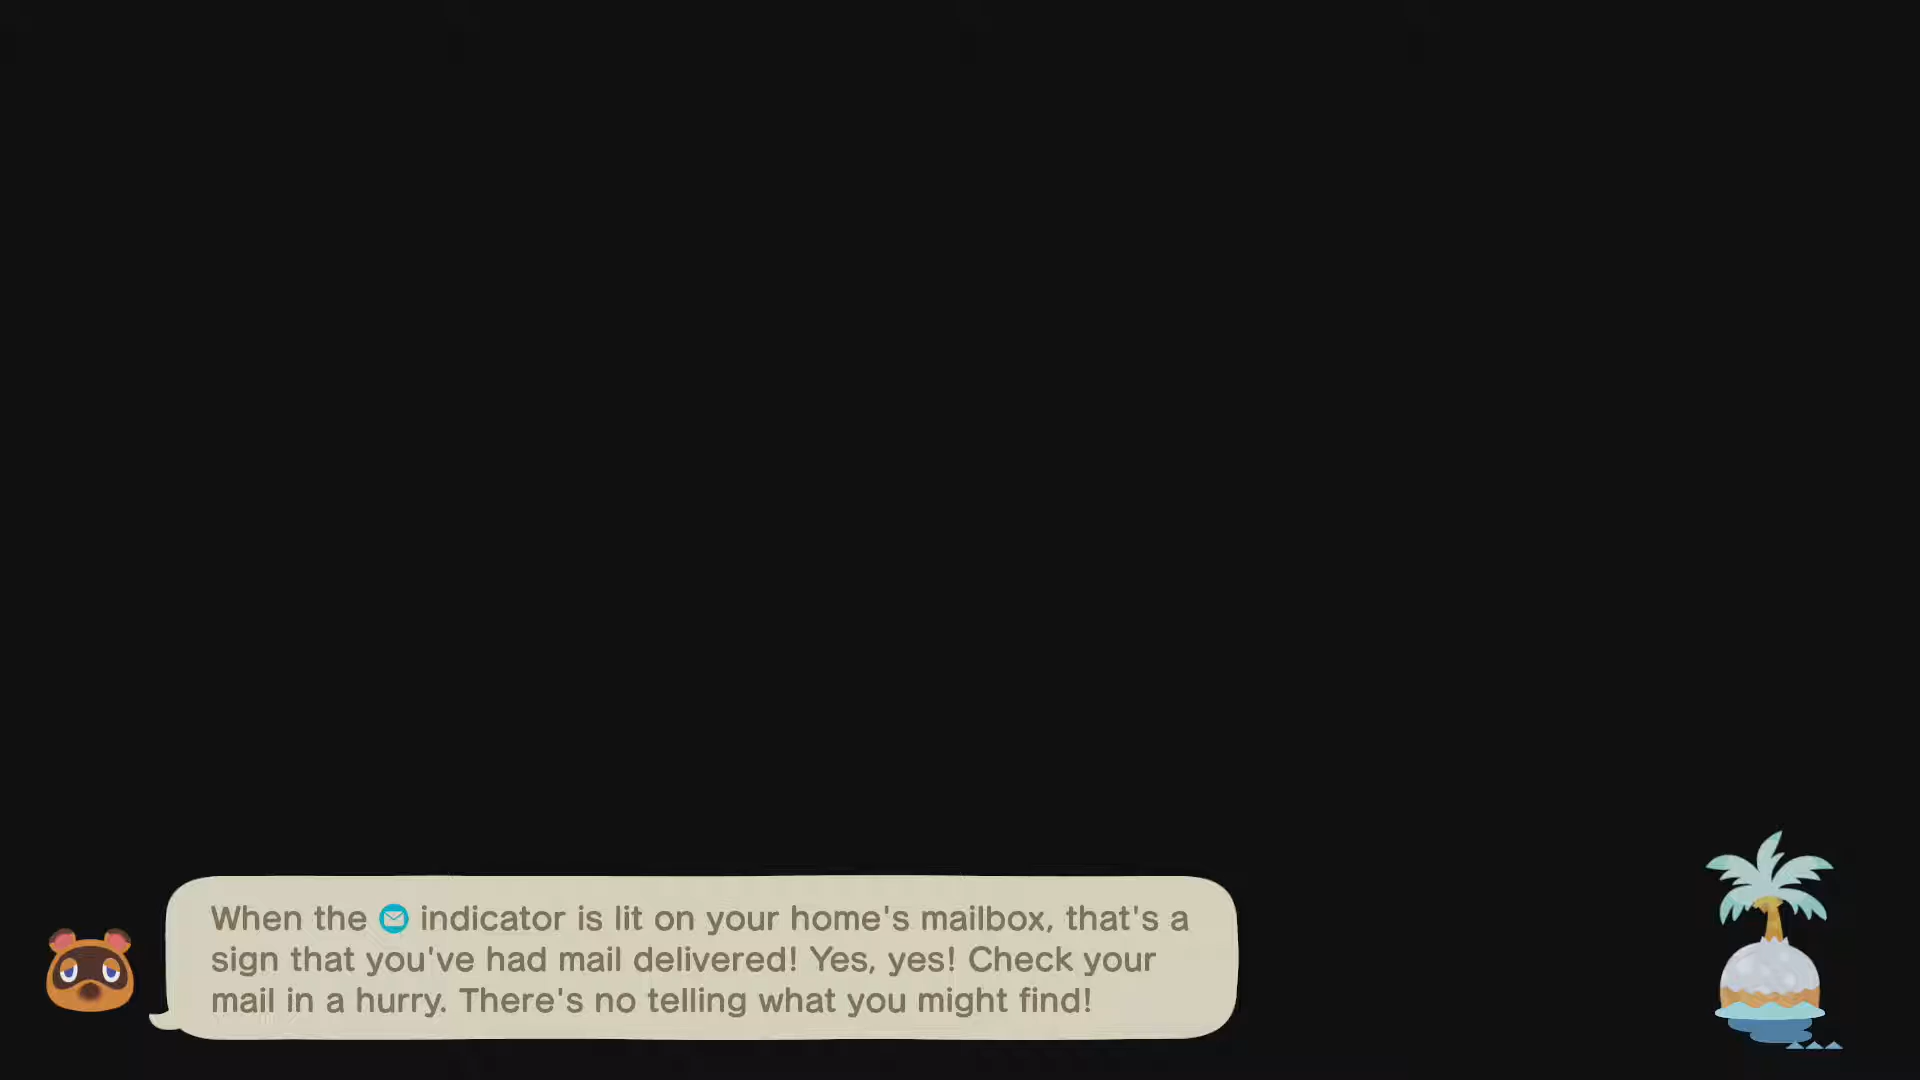 When the indicator is lit on your home's mailbox, that's a
sign that you've had mail delivered! Yes, yes! Check your
mail in a hurry. There's no telling what you might find!